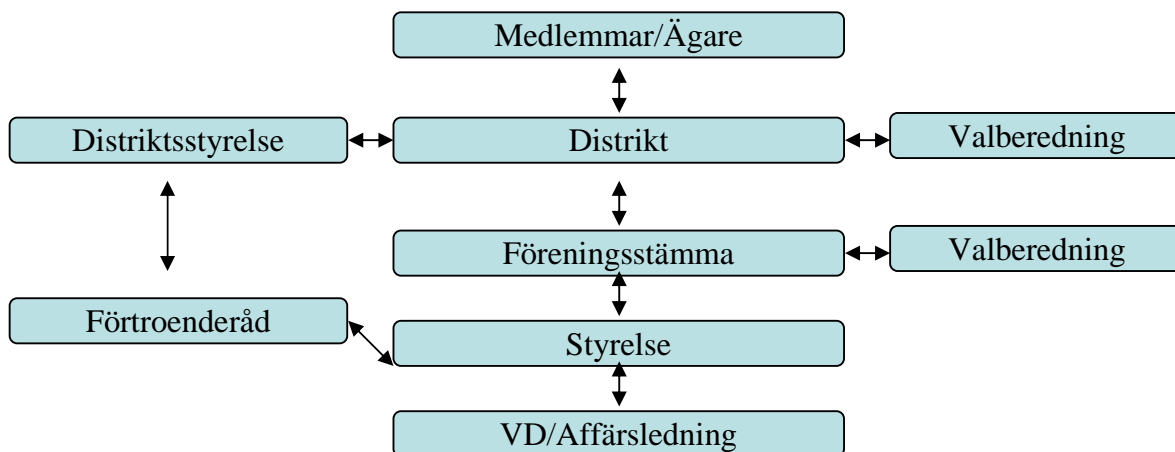 Medlemmar/Ägare
Distriktsstyrelse
Distrikt
Valberedning
Föreningsstämma
Valberedning
Förtroenderåd
Styrelse
VD/Affärsledning